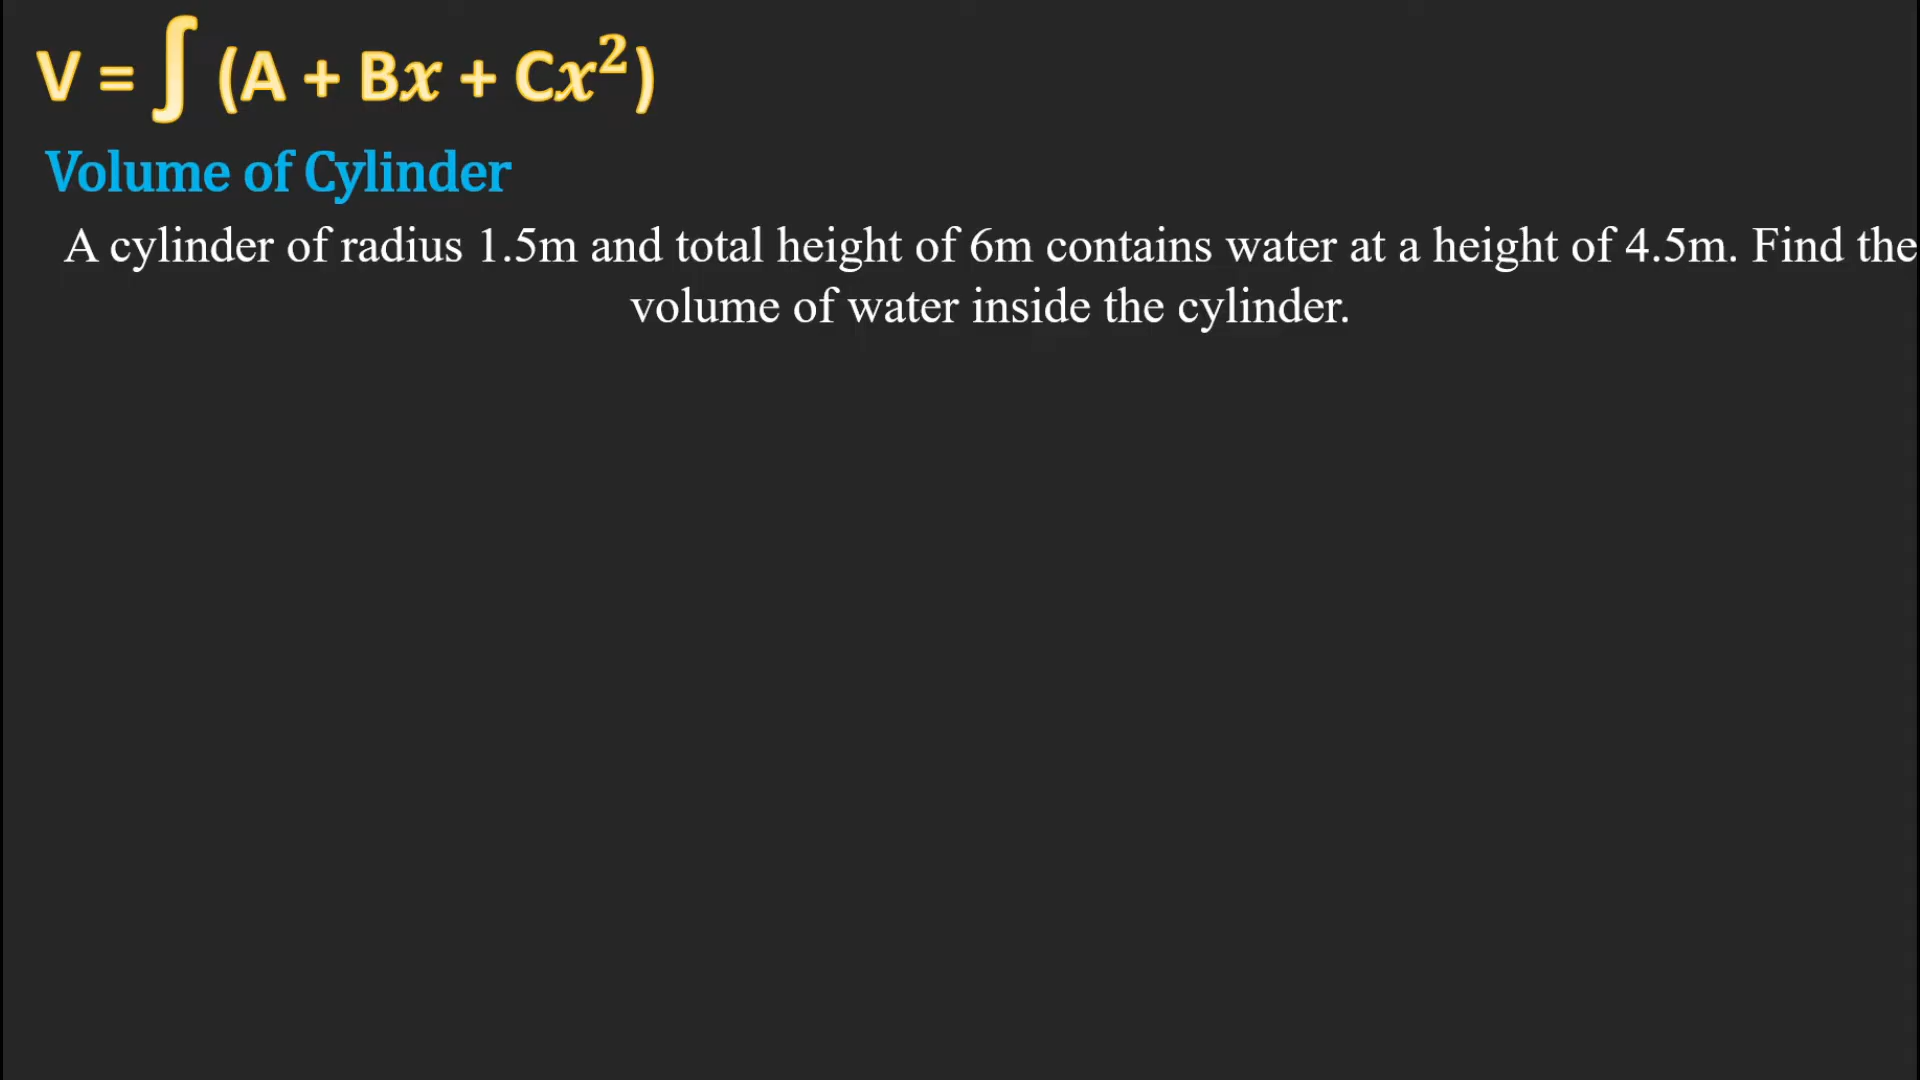 V = ∫ (A + Bx + Cx²)
Volume of Cylinder
A cylinder of radius 1.5m and total height of 6m contains water at a height of 4.5m. Find the
volume of water inside the cylinder.